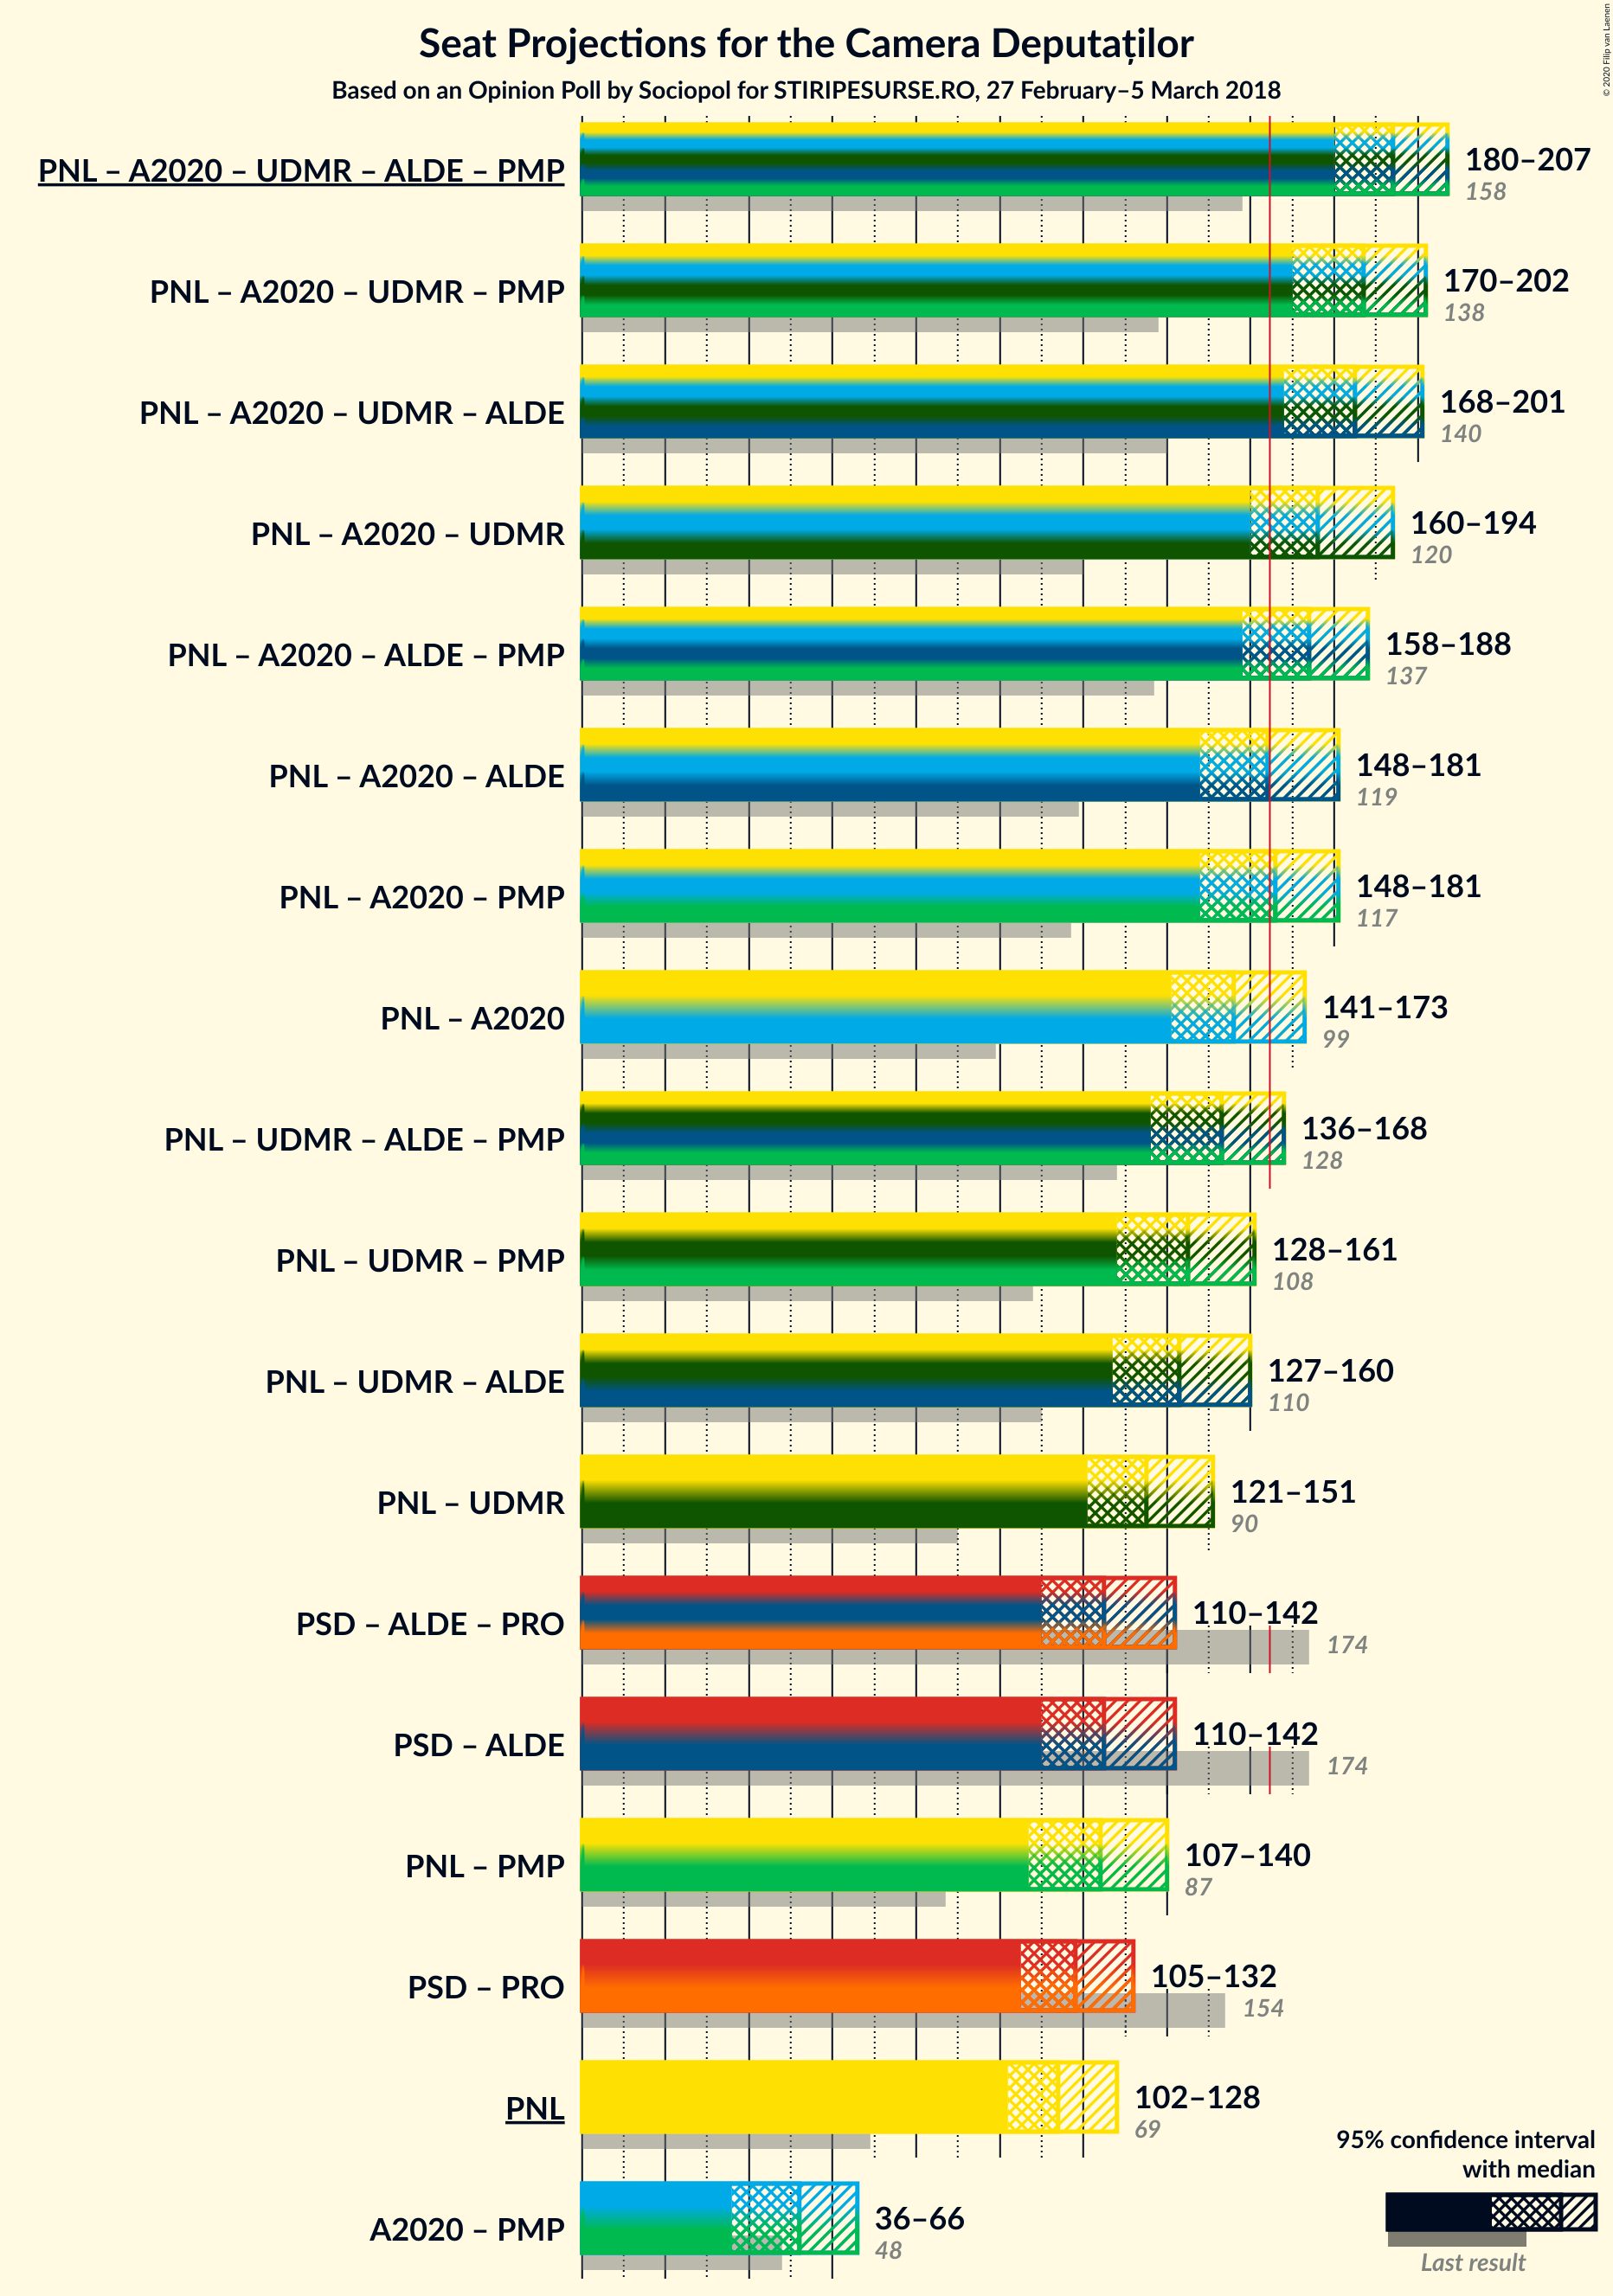 Seat Projections for the Camera Deputaților
Based on an Opinion Poll by Sociopol for STIRIPESURSE.RO, 27 February–5 March 2018
© 2020 Filip van Laenen
PNL – A2020 – UDMR – ALDE – PMP
180–207
158
PNL – A2020 – UDMR – PMP
170–202
138
PNL – A2020 – UDMR – ALDE
168–201
140
PNL – A2020 – UDMR
160–194
120
PNL – A2020 – ALDE – PMP
158–188
137
PNL – A2020 – ALDE
148–181
119
PNL – A2020 – PMP
148–181
117
PNL – A2020
141–173
99
PNL – UDMR – ALDE – PMP
136–168
128
PNL – UDMR – PMP
128–161
108
PNL – UDMR – ALDE
127–160
110
PNL – UDMR
121–151
90
PSD – ALDE – PRO
110–142
174
PSD – ALDE
110–142
174
PNL – PMP
107–140
87
PSD – PRO
105–132
154
PNL
102–128
69
A2020 – PMP
36–66
48
95% confidence interval
with median
Last result